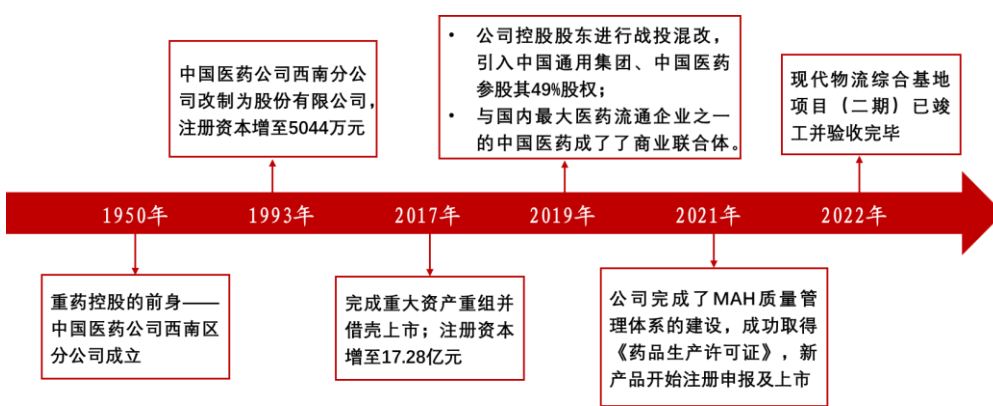 中国医药公司西南分公
司改制为股份有限公司，
注册资本增至5044万元
• 公司控股股东进行战投混改，
引入中国通用集团、中国医药
参股其49%股权；
• 与国内最大医药流通企业之一
的中国医药成了了商业联合体。
现代物流综合基地
项目（二期）已竣
工并验收完毕
1950年 1993年 2017年 2019年 2021年 2022年
重药控股的前身——
中国医药公司西南区
分公司成立
完成重大资产重组并
借壳上市；注册资本
增至17.28亿元
公司完成了MAH质量管
理体系的建设，成功取得
《药品生产许可证》，新
产品开始注册申报及上市